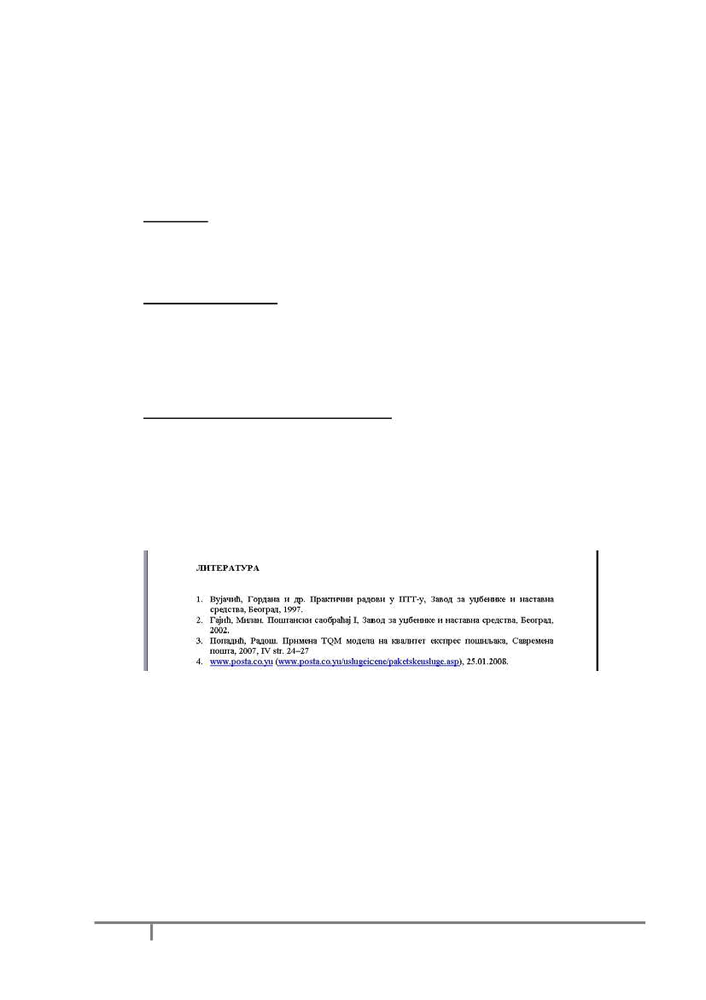 ЛИТЕРАТУРА
1. Вујачић, Гордана и др. Практични радови у ПТТ-у, Завод за уџбенике и наставна
средства, Београд, 1997.
2. Гајић, Милан. Поштански саобраћај I, Завод за уџбенике и наставна средства, Београд,
2002.
3. Попадић, Радош. Примена TQM модела на квалитет експрес пошиљака, Савремена
пошта, 2007, IV str. 24–27
4. www.posta.co.yu (www.posta.co.yu/uslugeicene/paketskeusluge.asp), 25.01.2008.